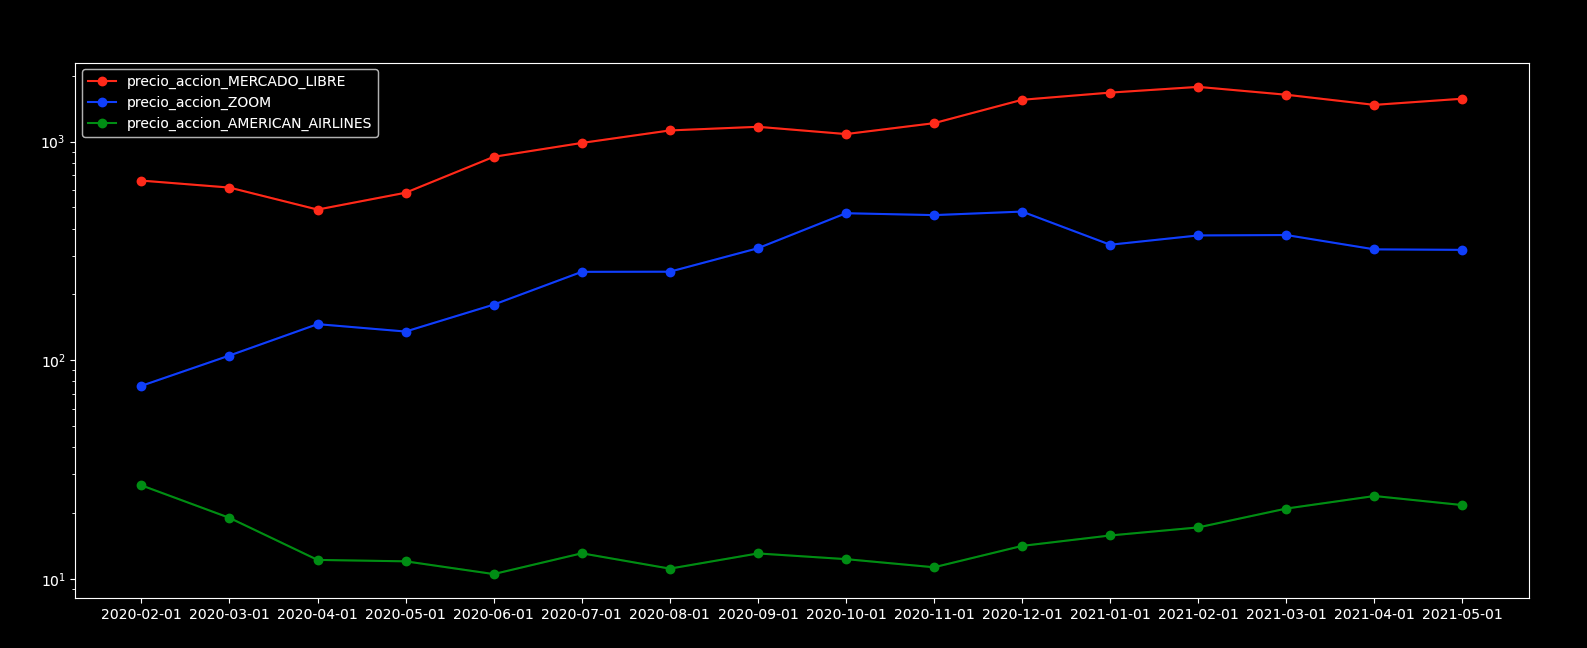 precio_accion_MERCADO_LIBRE
precio_accion_ZOOM
precio_accion_AMERICAN_AIRLINES
10³
10²
10¹
2020-02-01 2020-03-01 2020-04-01 2020-05-01 2020-06-01 2020-07-01 2020-08-01 2020-09-01 2020-10-01 2020-11-01 2020-12-01 2021-01-01 2021-02-01 2021-03-01 2021-04-01 2021-05-01